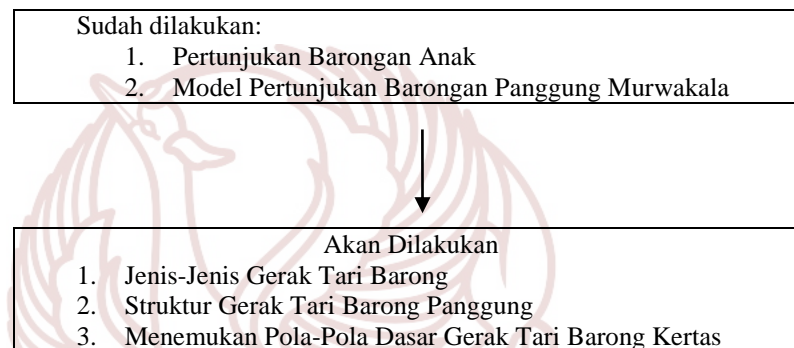 Sudah dilakukan:
1. Pertunjukan Barongan Anak
2. Model Pertunjukan Barongan Panggung Murwakala
Akan Dilakukan
1. Jenis-Jenis Gerak Tari Barong
2. Struktur Gerak Tari Barong Panggung
3. Menemukan Pola-Pola Dasar Gerak Tari Barong Kertas